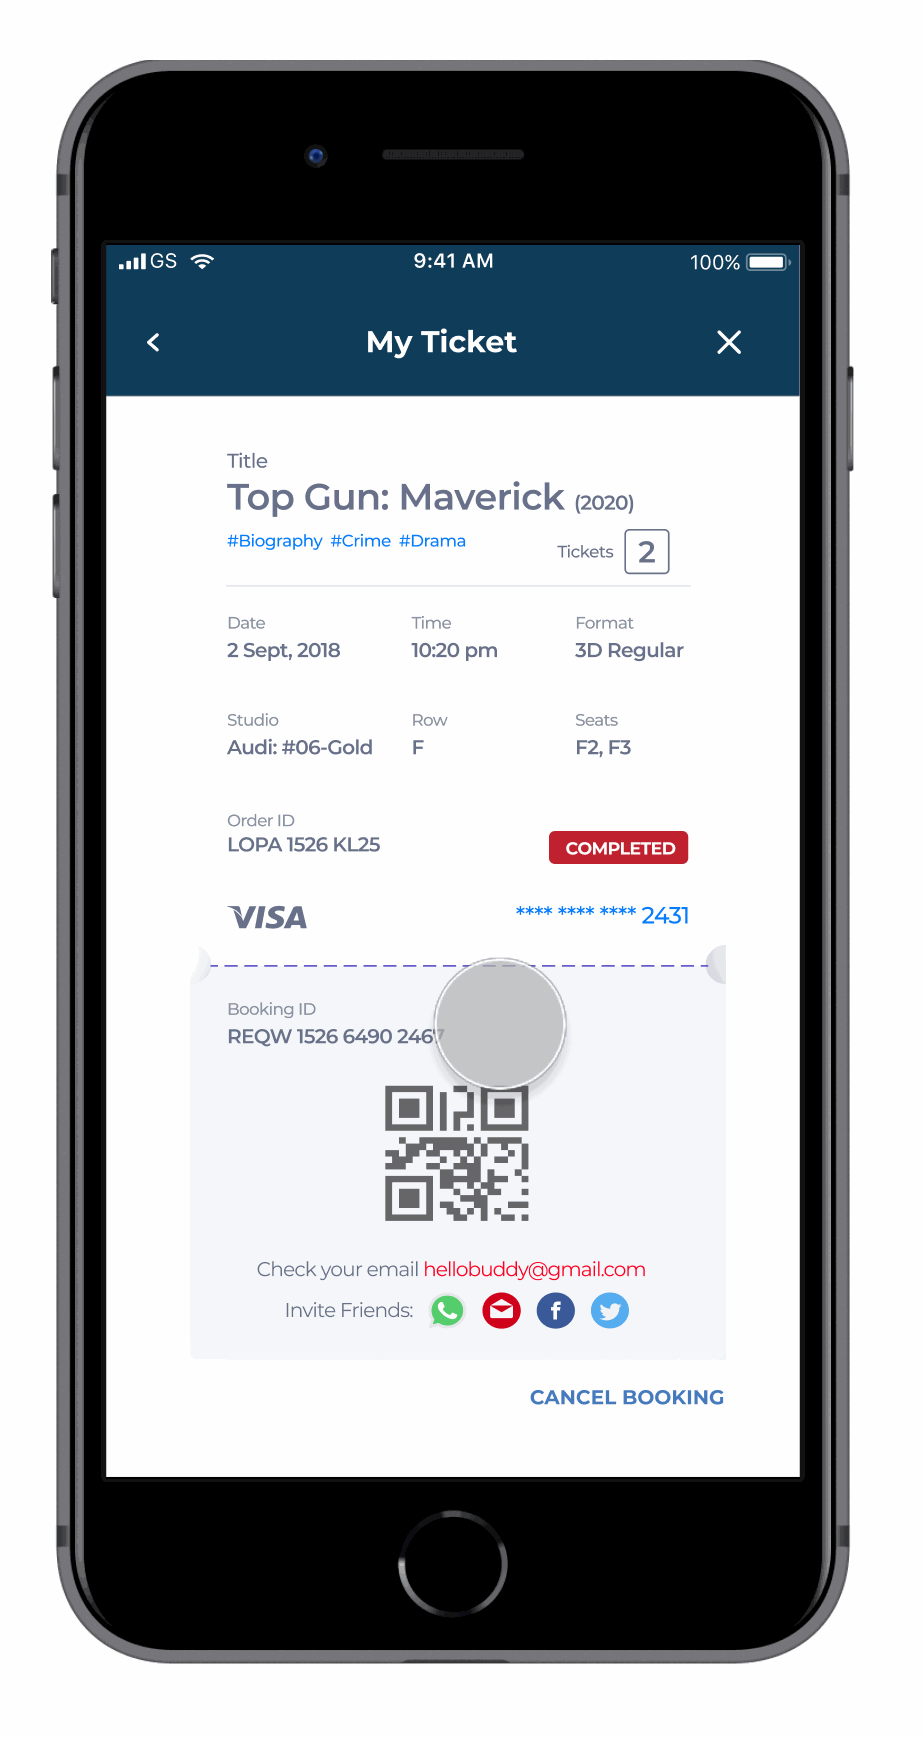 GS 9:41 AM 100%
My Ticket
Title
Top Gun: Maverick (2020)
#Biography #Crime #Drama
Tickets 2
Date Time Format
2 Sept, 2018 10:20 pm 3D Regular
Studio Row Seats
Audi: #06-Gold F F2, F3
Order ID
LOPA 1526 KL25
COMPLETED
VISA **** **** **** 2431
Booking ID
REQW 1526 6490 2467
Check your email hellobuddy@gmail.com
Invite Friends:
CANCEL BOOKING